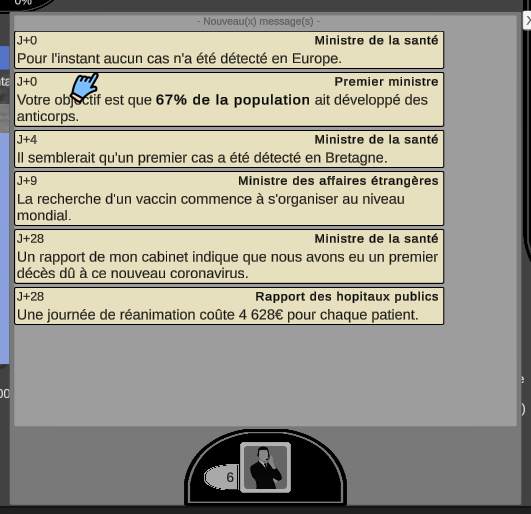 0%
- Nouveau(x) message(s) -
X
J+0 Ministre de la santé
Pour l'instant aucun cas n'a été détecté en Europe.
J+0 Premier ministre
Votre objectif est que 67% de la population ait développé des
anticorps.
J+4 Ministre de la santé
Il semblerait qu'un premier cas a été détecté en Bretagne.
J+9 Ministre des affaires étrangères
La recherche d'un vaccin commence à s'organiser au niveau
mondial.
J+28 Ministre de la santé
Un rapport de mon cabinet indique que nous avons eu un premier
décès dû à ce nouveau coronavirus.
J+28 Rapport des hopitaux publics
Une journée de réanimation coûte 4 628€ pour chaque patient.
6